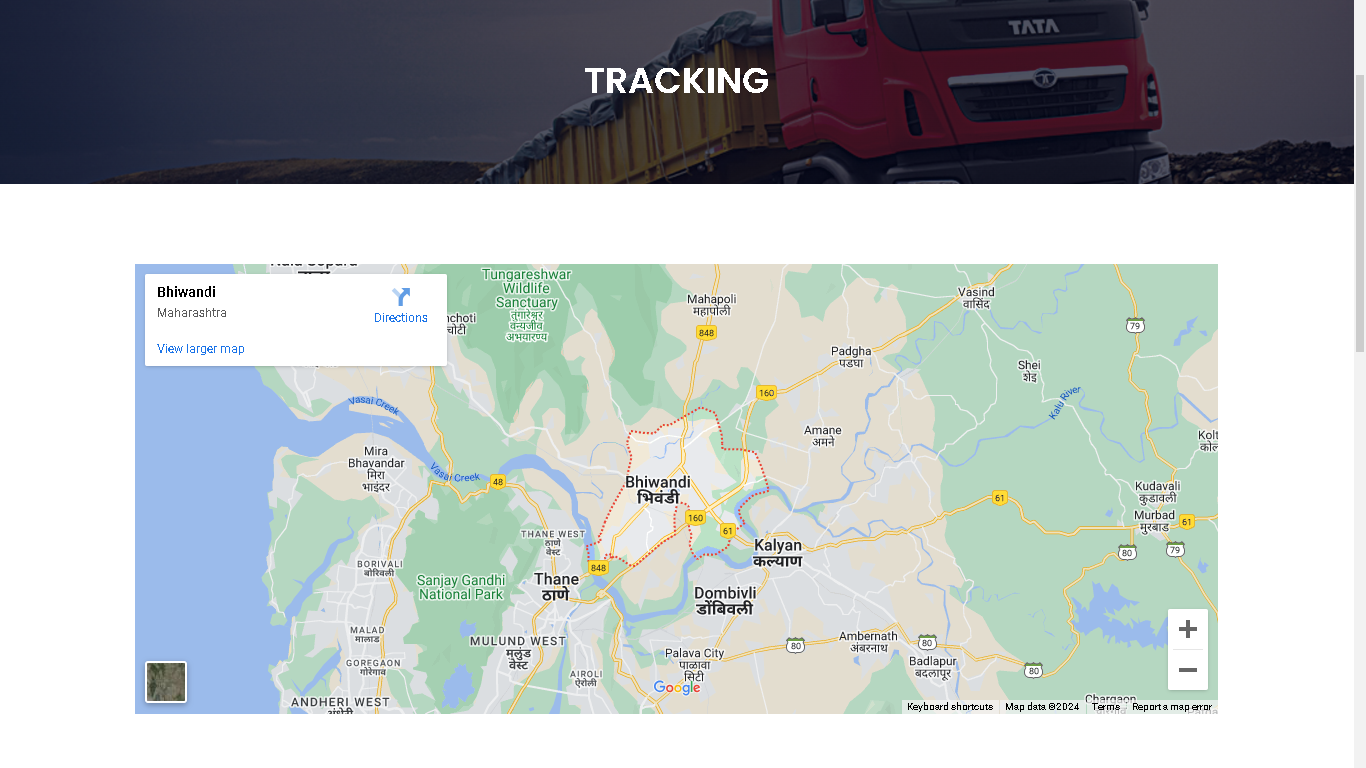 TATA
TRACKING
Bhiwandi
Maharashtra
Directions
View larger map
Tungareshwar
Wildlife
Sanctuary
तुंगारेश्वर
वन्यजीव
अभयारण्य
Mahapoli
महापोली
848
Vasind
वासिंद
79
Padgha
पडघा
Shei
शेइ
160
Kalu River
Vasai Creek
Amane
अमने
Mira
Bhavandar
मिरा
भाइंदर
Vasai Creek
48
Bhiwandi
भिवंडी
Kudavali
कुडावली
61
Murbad
मुरबाड
61
160
61
THANE WEST
ठाणे
वेस्ट
Kalyan
कल्याण
80
79
BORIVALI
बोरिवली
848
Sanjay Gandhi
National Park
Thane
ठाणे
Dombivli
डोंबिवली
MALAD
मालाड
MULUND WEST
मुलुंड
वेस्ट
Palava City
पाळावा
सिटी
80
Ambernath
अंबरनाथ
80
Badlapur
बदलापूर
80
GOREGAON
गोरेगाव
AIROLI
ऐरोली
Google
ANDHERI WEST
Keyboard shortcuts
Map data ©2024
Terms
Report a map error